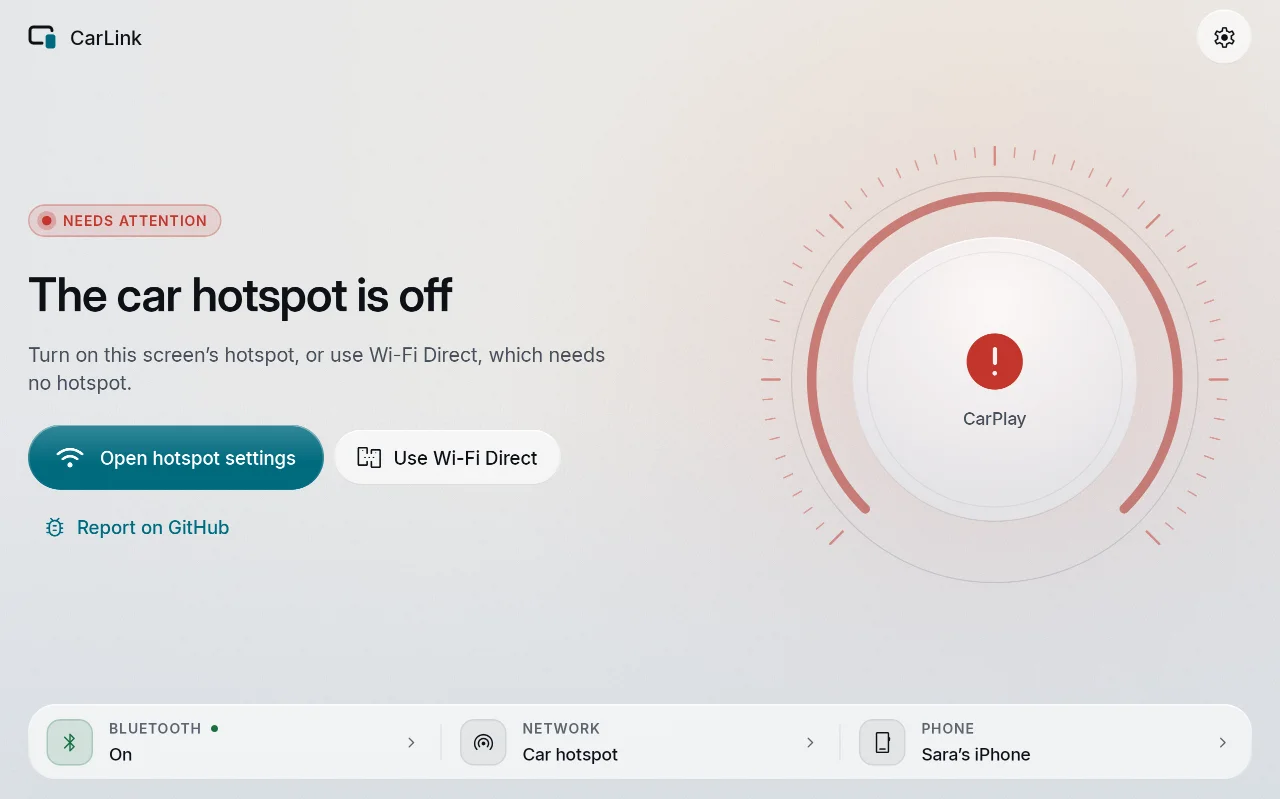 CarLink
NEEDS ATTENTION
The car hotspot is off
Turn on this screen’s hotspot, or use Wi-Fi Direct, which needs
no hotspot.
Open hotspot settings
Use Wi-Fi Direct
Report on GitHub
CarPlay
BLUETOOTH
On
NETWORK
Car hotspot
PHONE
Sara’s iPhone